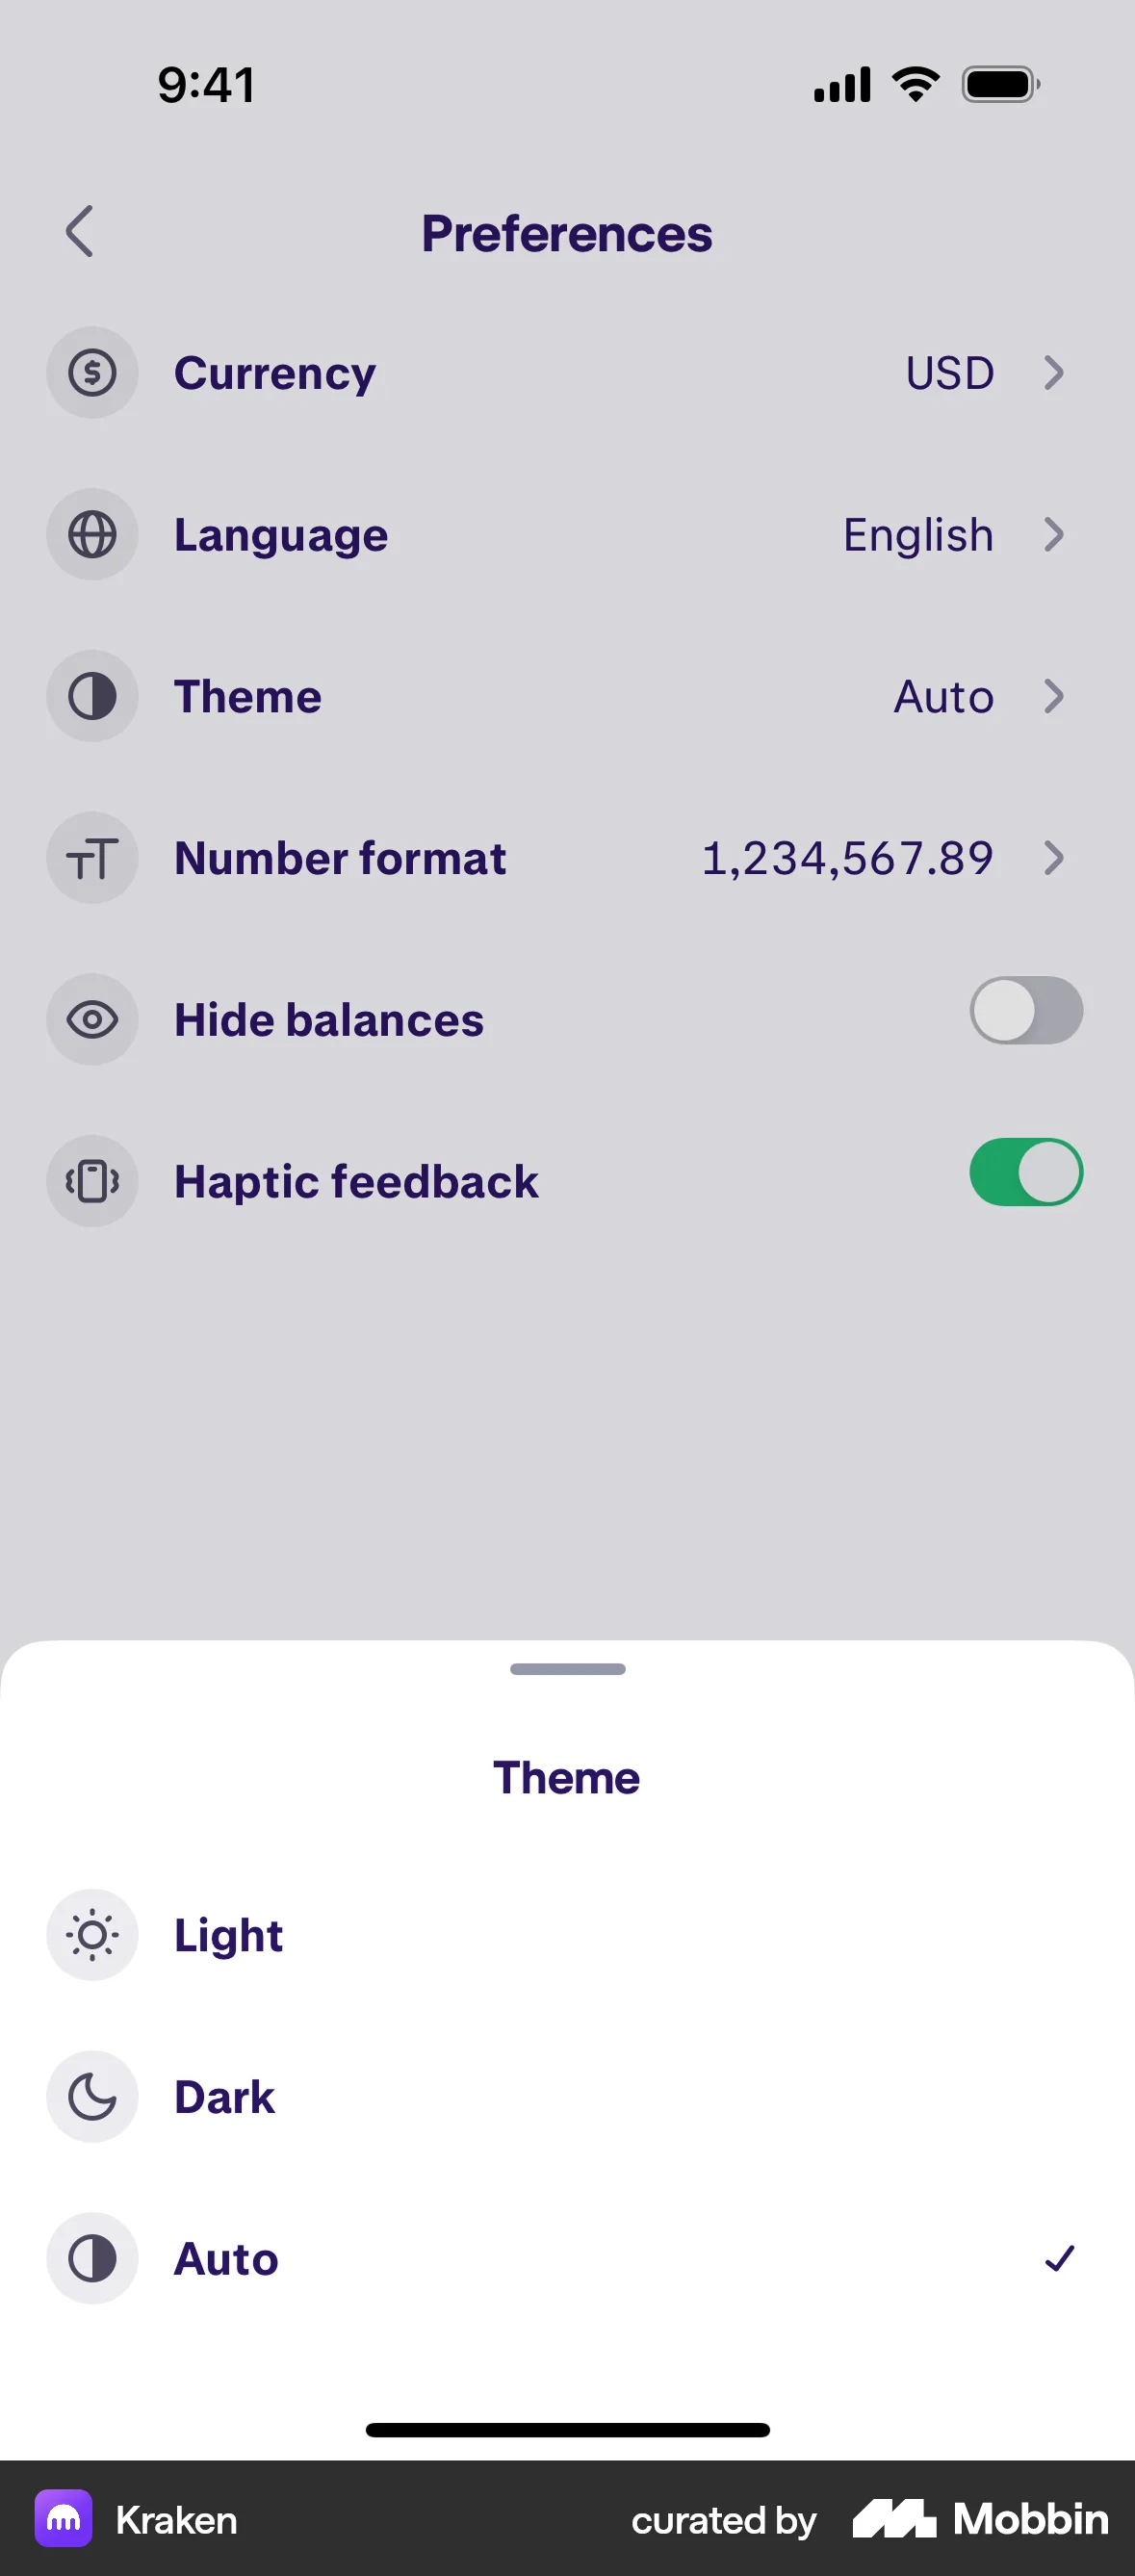 9:41
Preferences
Currency USD
Language English
Theme Auto
Number format 1,234,567.89
Hide balances
Haptic feedback
Theme
Light
Dark
Auto
Kraken curated by Mobbin